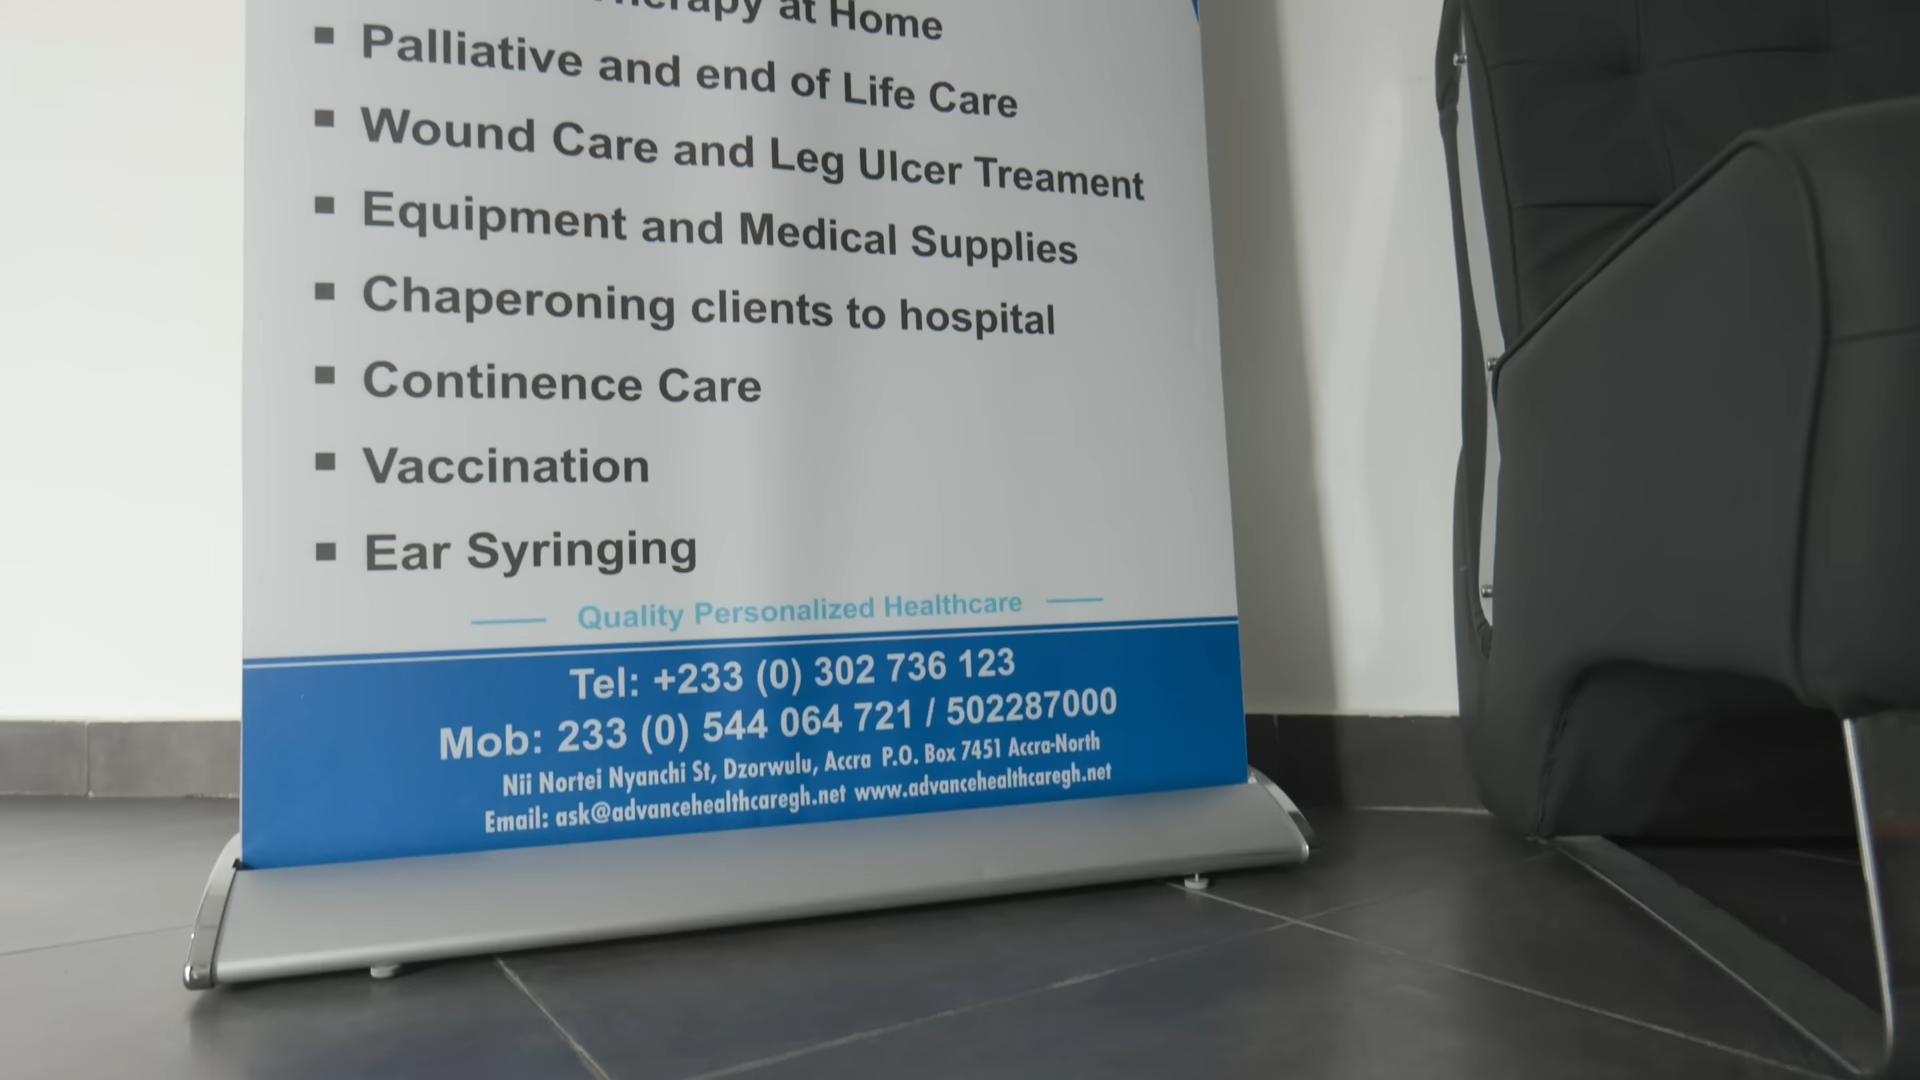 at Home
▪ Palliative and end of Life Care
▪ Wound Care and Leg Ulcer Treament
▪ Equipment and Medical Supplies
▪ Chaperoning clients to hospital
▪ Continence Care
▪ Vaccination
▪ Ear Syringing
Quality Personalized Healthcare
Tel: +233 (0) 302 736 123
Mob: 233 (0) 544 064 721 / 502287000
Nii Nortei Nyanchi St, Dzorwulu, Accra P.O. Box 7451 Accra-North
Email: ask@advancehealthcaregh.net www.advancehealthcaregh.net